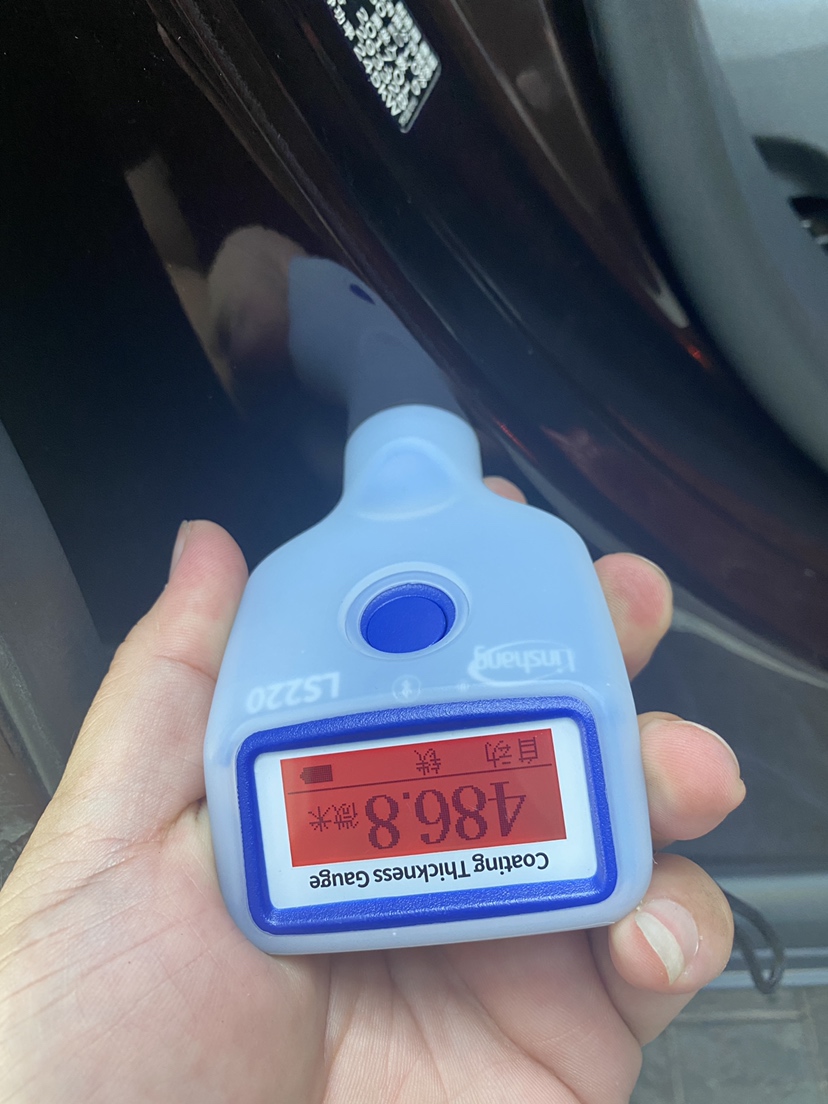 Coating Thickness Gauge
486.8 微米
自动 铁
Linshang LS220